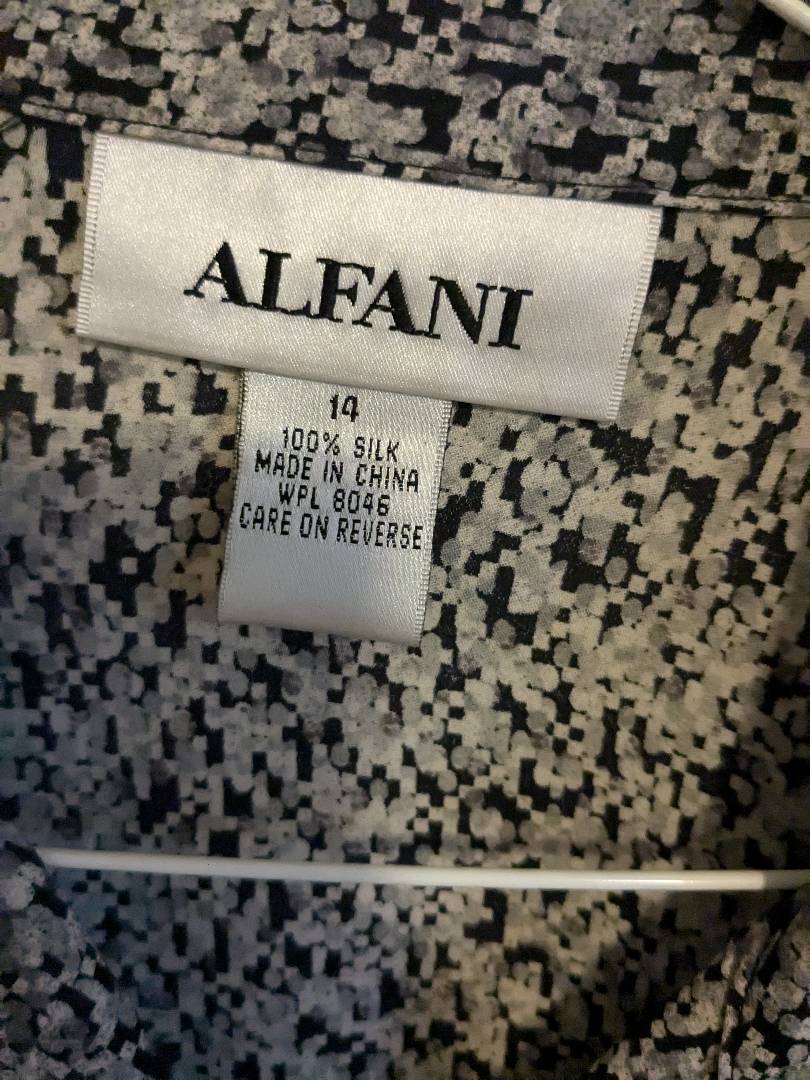 ALFANI
14
100% SILK
MADE IN CHINA
WPL 8046
CARE ON REVERSE